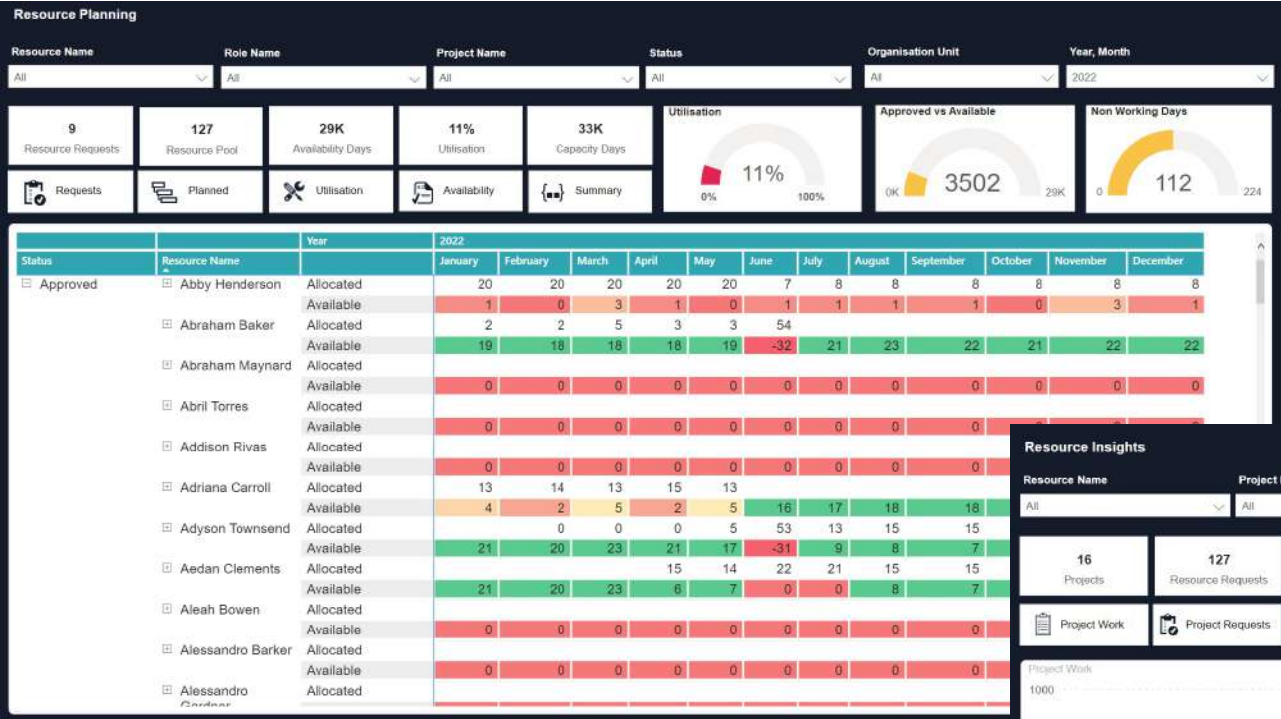 Resource Planning
Resource Name Role Name Project Name Status Organisation Unit Year, Month
All All All All All 2022
9 127 29K 11% 33K
Resource Requests Resource Pool Availability Days Utilisation Capacity Days
Requests Planned Utilisation Availability Summary
Utilisation Approved vs Available Non Working Days
11% 3502 112
0% 100% 0K 29K 0 224
Year 2022
Status Resource Name January February March April May June July August September October November December
Approved Abby Henderson Allocated 20 20 20 20 20 7 8 8 8 8 8 8
Available 1 0 3 1 0 1 1 1 1 0 3 1
Abraham Baker Allocated 2 2 5 3 3 54
Available 19 18 18 18 19 -32 21 23 22 21 22 22
Abraham Maynard Allocated
Available 0 0 0 0 0 0 0 0 0 0 0 0
Abril Torres Allocated
Available 0 0 0 0 0 0 0 0 0
Addison Rivas Allocated
Available 0 0 0 0 0 0 0 0 0
Adriana Carroll Allocated 13 14 13 15 13
Available 4 2 5 2 5 16 17 18 18
Adyson Townsend Allocated 0 0 0 5 53 13 15 15
Available 21 20 23 21 17 -31 9 8 7
Aedan Clements Allocated 15 14 22 21 15 15
Available 21 20 23 6 7 0 0 8 7
Aleah Bowen Allocated
Available 0 0 0 0 0 0 0 0 0
Alessandro Barker Allocated
Available 0 0 0 0 0 0 0 0 0
Alessandro Allocated
Resource Insights
Resource Name Project
All All
16 127
Projects Resource Requests
Project Work Project Requests
Project Work
1000